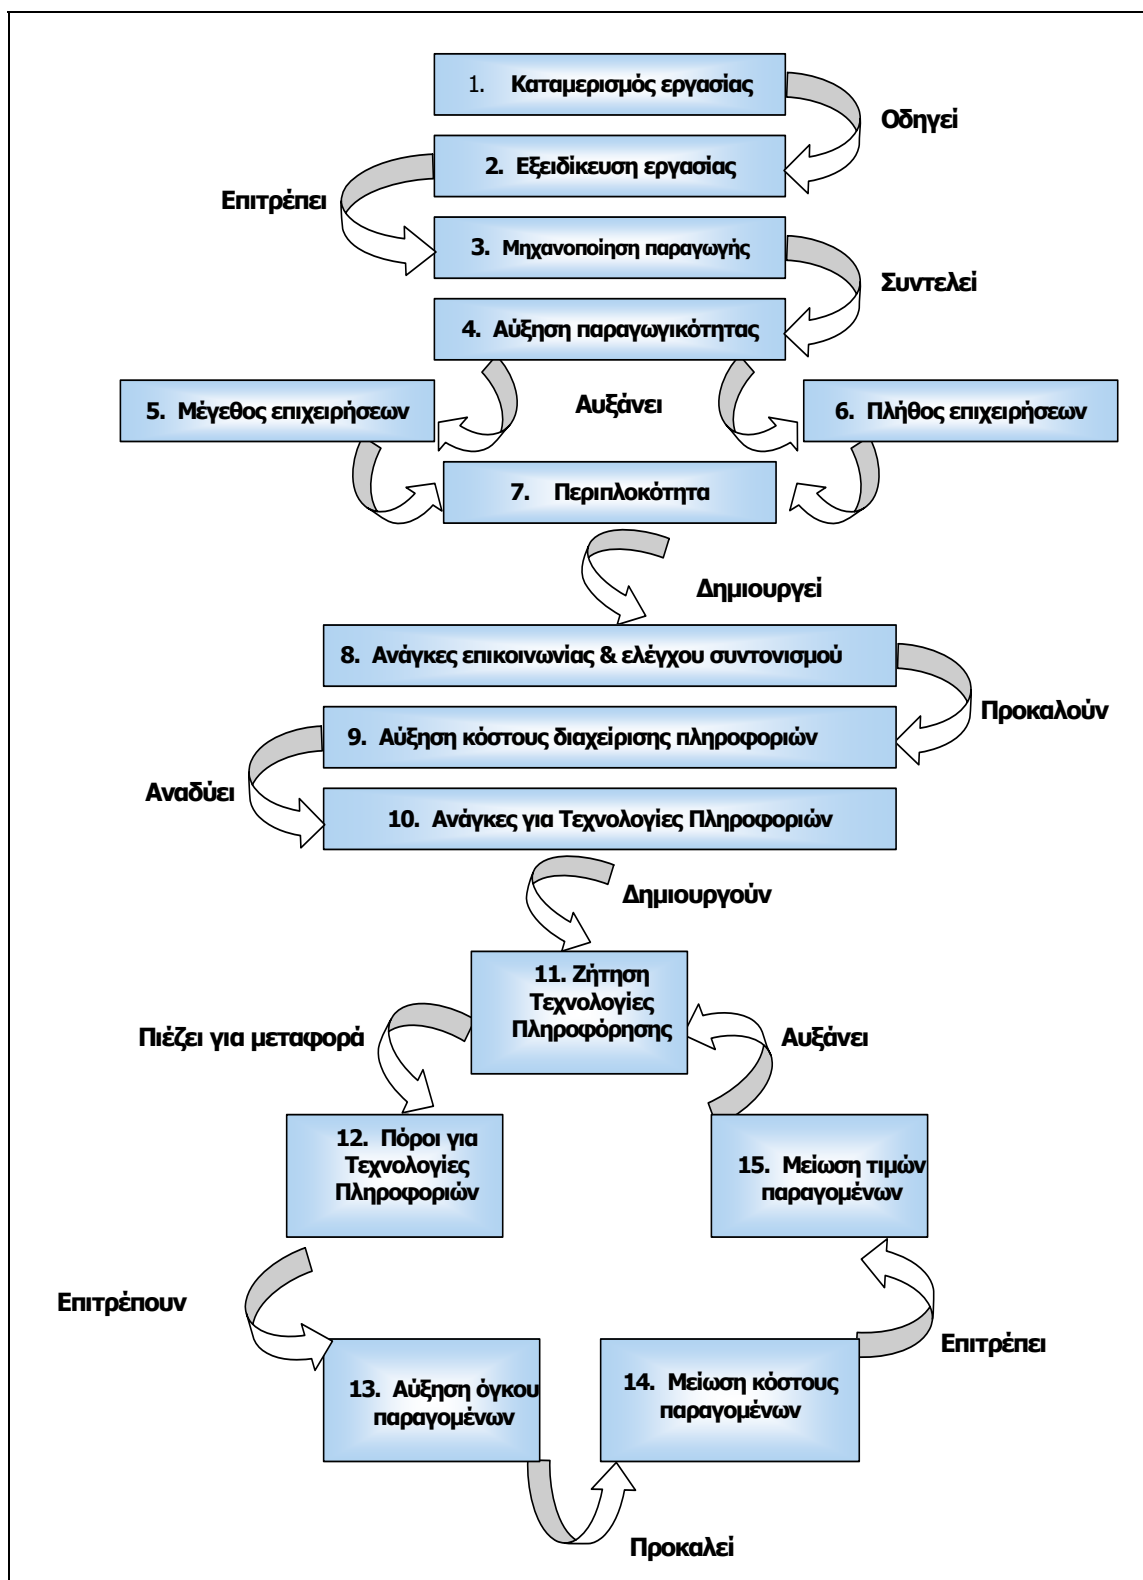 1. Καταμερισμός εργασίας
Οδηγεί
2. Εξειδίκευση εργασίας
Επιτρέπει
3. Μηχανοποίηση παραγωγής
Συντελεί
4. Αύξηση παραγωγικότητας
Αυξάνει
5. Μέγεθος επιχειρήσεων
6. Πλήθος επιχειρήσεων
7. Περιπλοκότητα
Δημιουργεί
8. Ανάγκες επικοινωνίας & ελέγχου συντονισμού
Προκαλούν
9. Αύξηση κόστους διαχείρισης πληροφοριών
Αναδύει
10. Ανάγκες για Τεχνολογίες Πληροφοριών
Δημιουργούν
11. Ζήτηση
Τεχνολογίες
Πληροφόρησης
Πιέζει για μεταφορά
Αυξάνει
12. Πόροι για
Τεχνολογίες
Πληροφοριών
15. Μείωση τιμών
παραγομένων
Επιτρέπουν
Επιτρέπει
13. Αύξηση όγκου
παραγομένων
14. Μείωση κόστους
παραγομένων
Προκαλεί